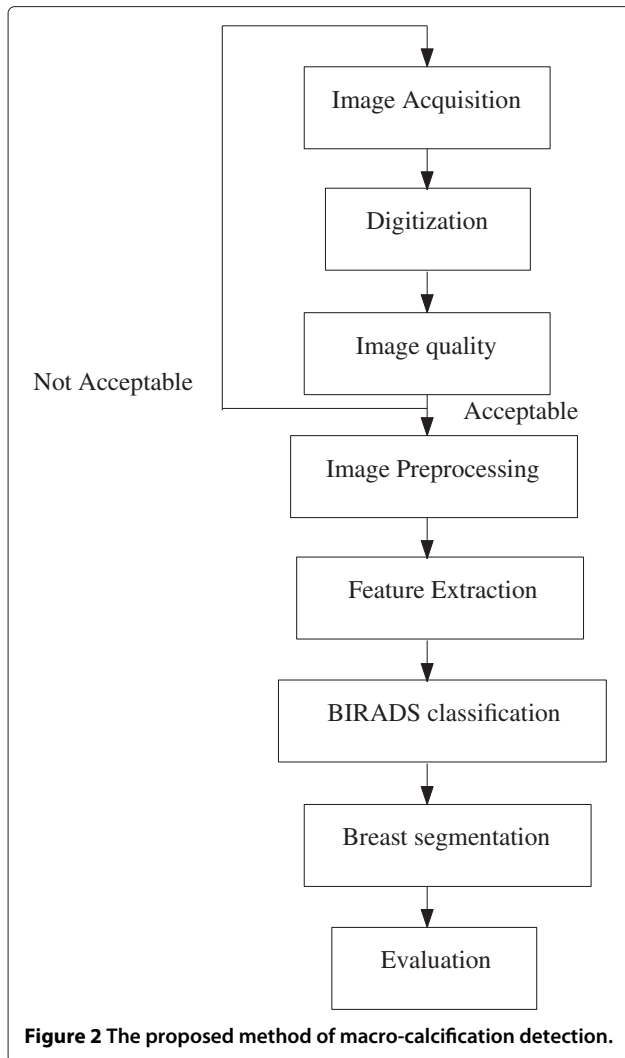 Image Acquisition
Digitization
Image quality
Not Acceptable
Acceptable
Image Preprocessing
Feature Extraction
BIRADS classification
Breast segmentation
Evaluation
Figure 2 The proposed method of macro-calcification detection.